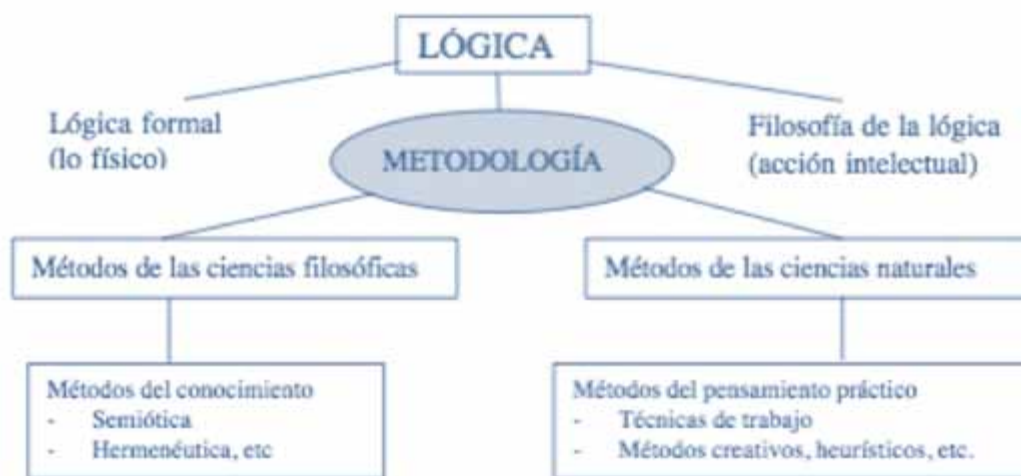 LÓGICA
Lógica formal
(lo físico)
Filosofía de la lógica
(acción intelectual)
METODOLOGÍA
Métodos de las ciencias filosóficas
Métodos de las ciencias naturales
Métodos del conocimiento
- Semiótica
- Hermenéutica, etc
Métodos del pensamiento práctico
- Técnicas de trabajo
- Métodos creativos, heurísticos, etc.